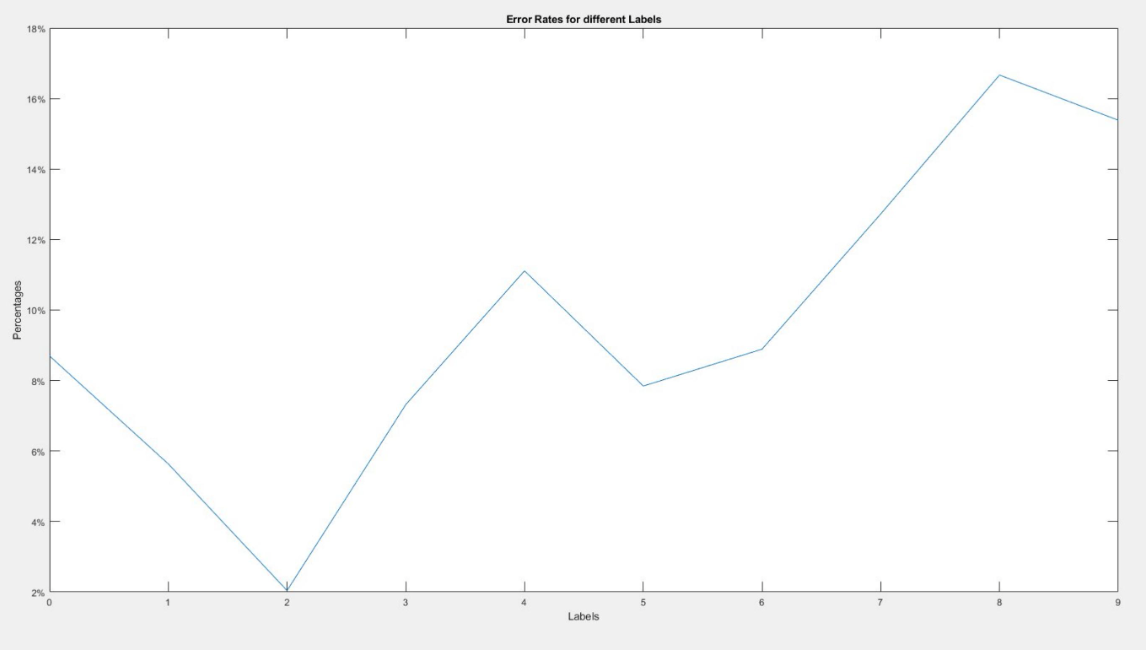 Error Rates for different Labels
18%
16%
14%
12%
10%
8%
6%
4%
2%
Percentages
0 1 2 3 4 5 6 7 8 9
Labels